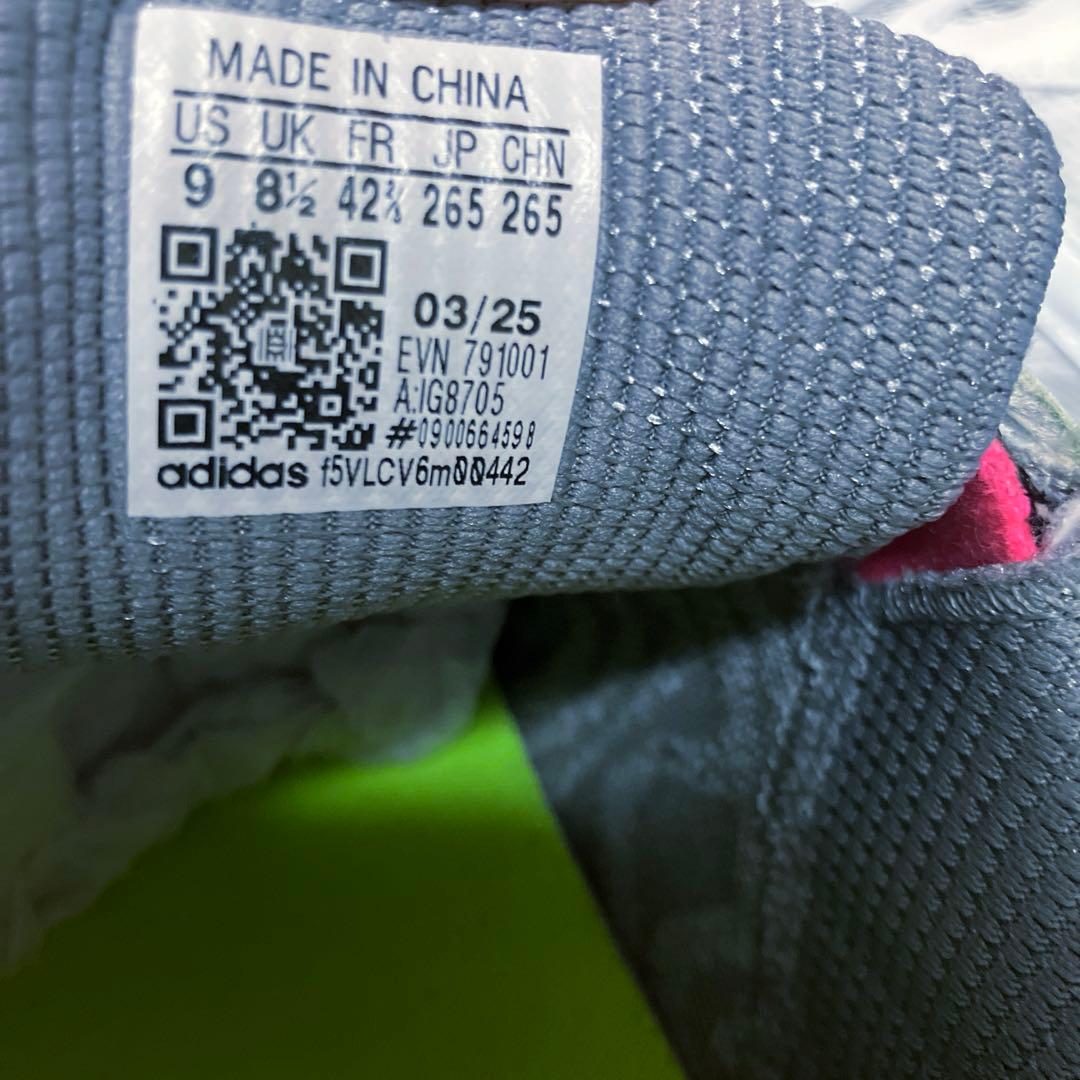 MADE IN CHINA
US UK FR JP CHN
9 8½ 42⅔ 265 265
03/25
EVN 791001
A:IG8705
#0900664598
adidas f5VLCV6m00442